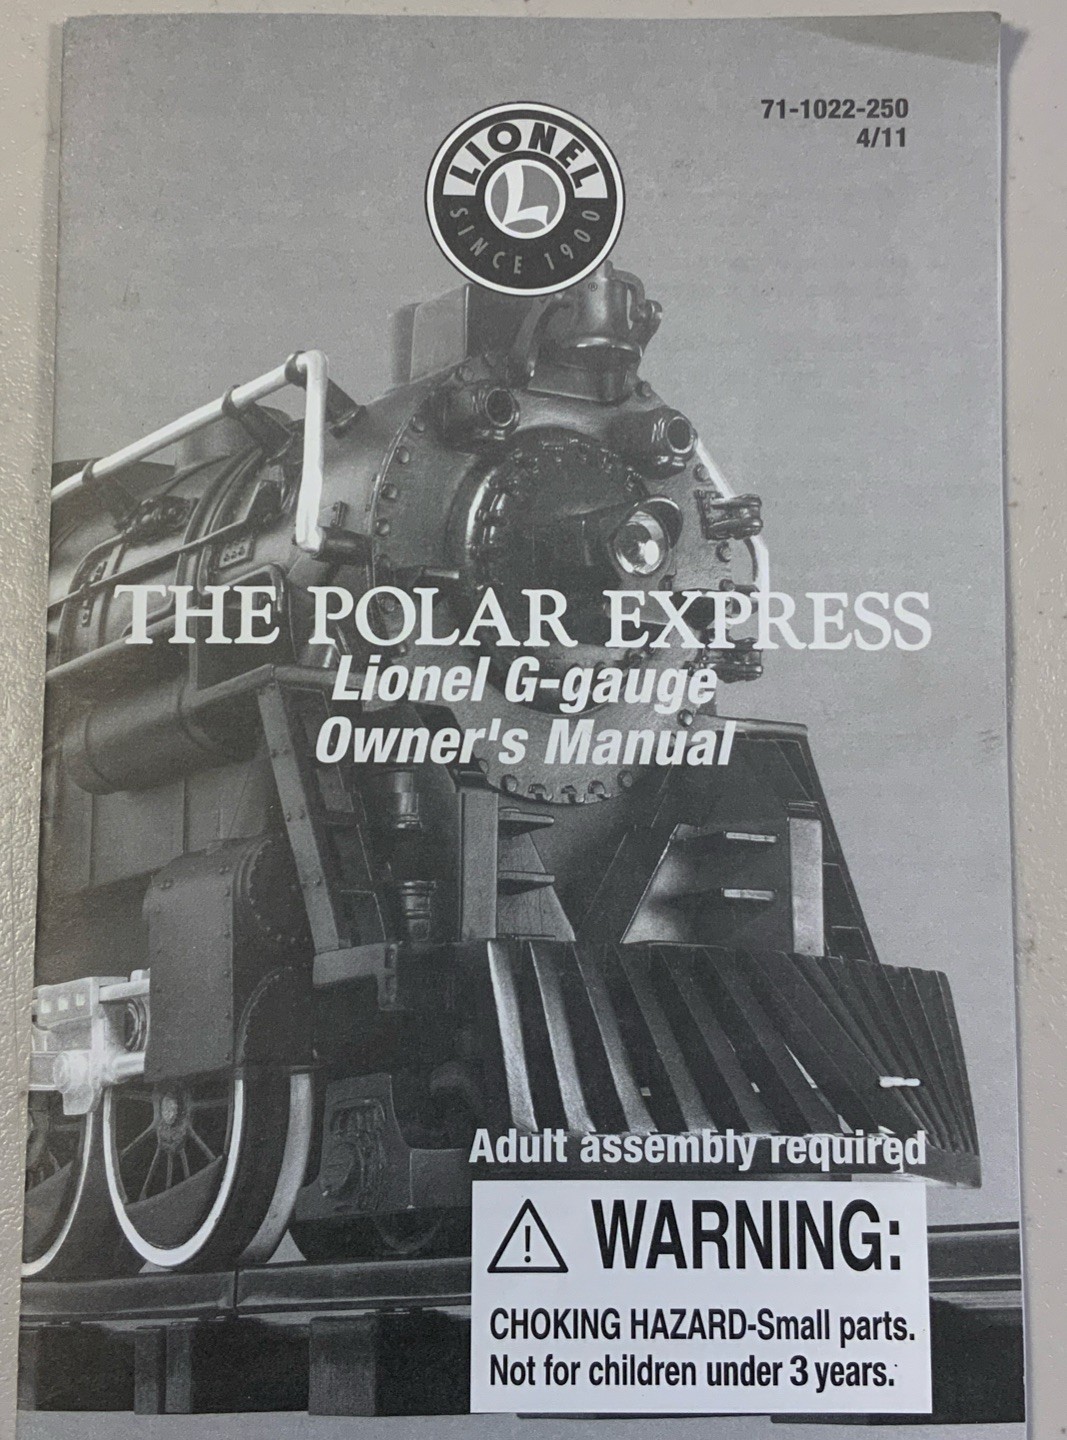 71-1022-250
4/11
LIONEL
L
SINCE 1900
®
THE POLAR EXPRESS
Lionel G-gauge
Owner's Manual
Adult assembly required
! WARNING:
CHOKING HAZARD-Small parts.
Not for children under 3 years.